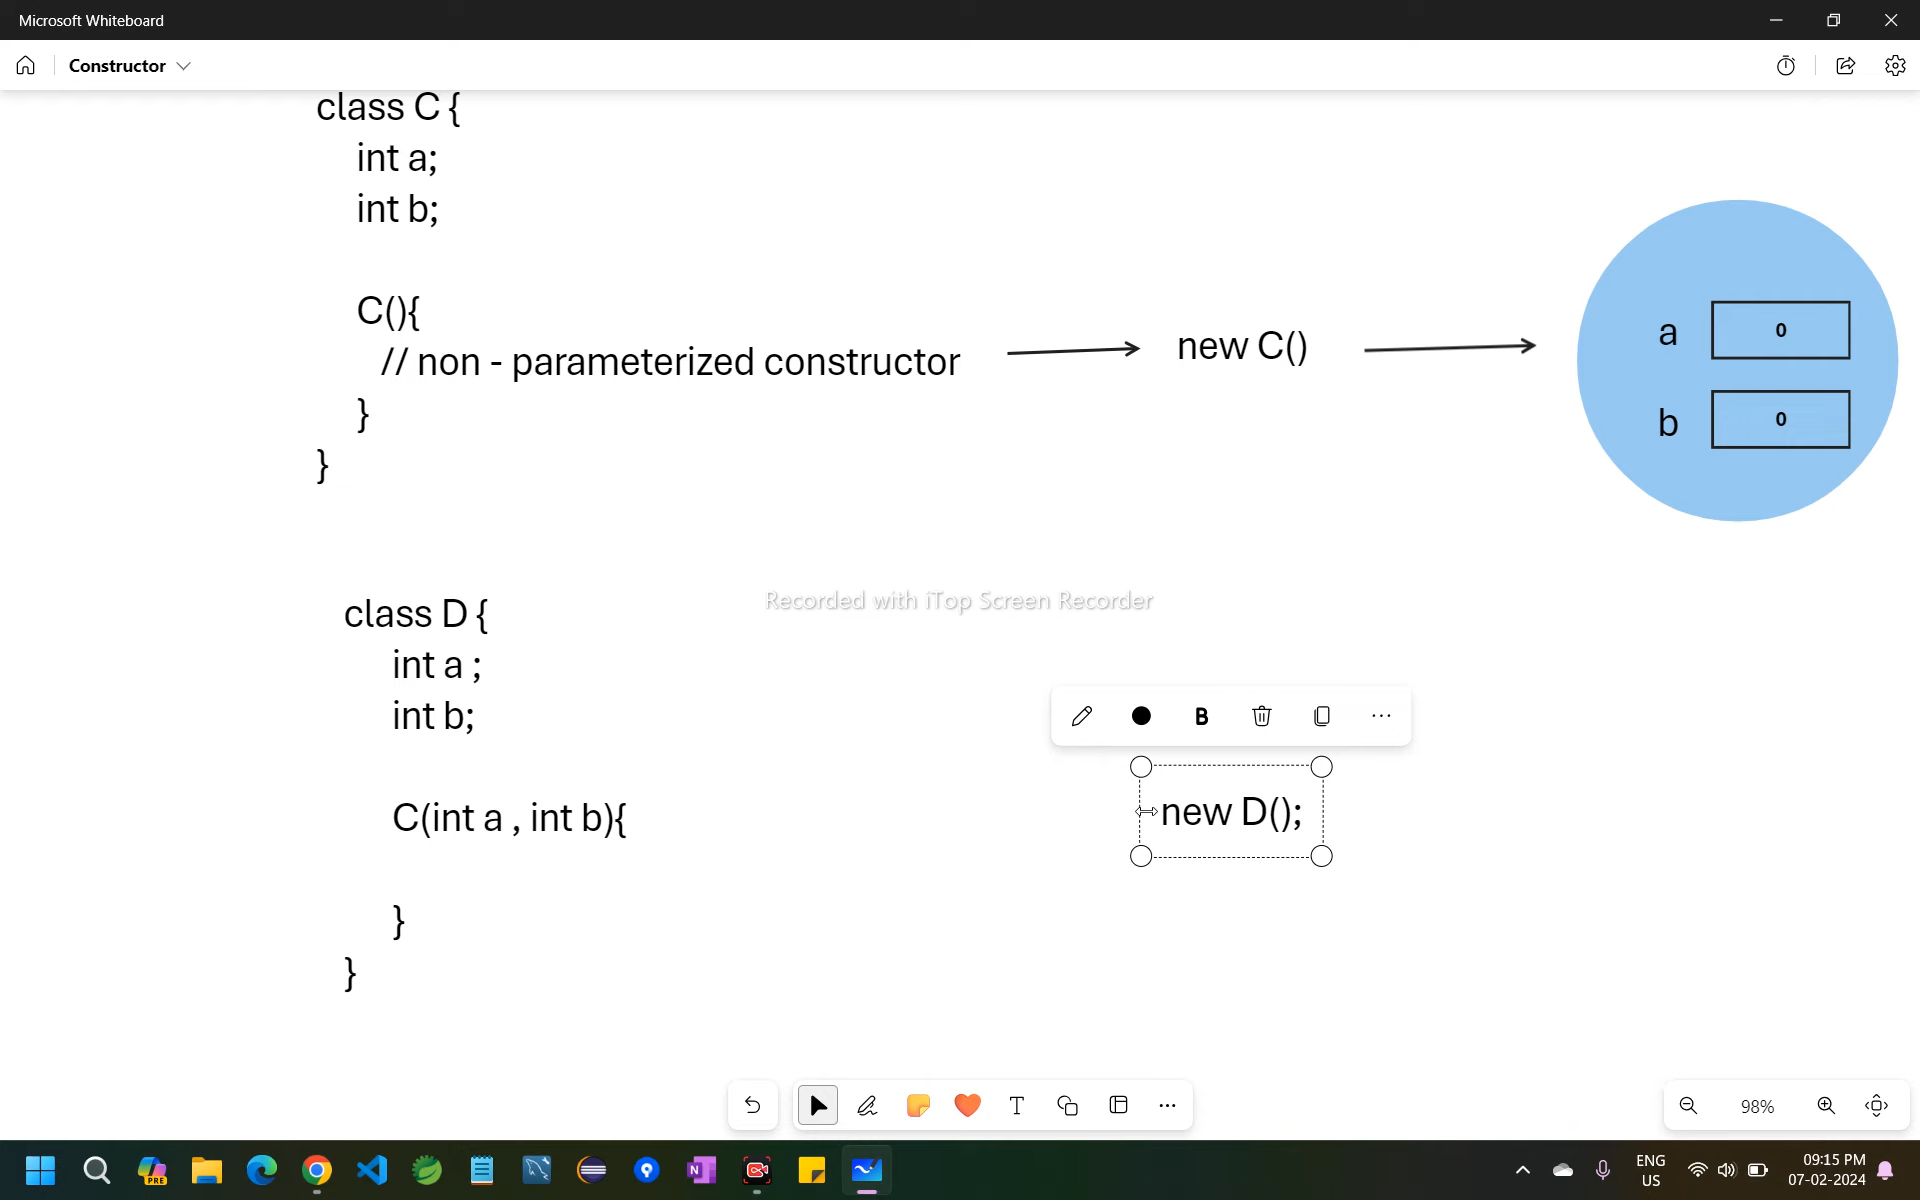 Microsoft Whiteboard
Constructor
class C {
int a;
int b;
C(){
// non - parameterized constructor
}
}
new C()
a
0
b
0
Recorded with iTop Screen Recorder
class D {
int a ;
int b;
C(int a , int b){
}
}
B
new D();
98%
PRE
N
ENG
US
09:15 PM
07-02-2024